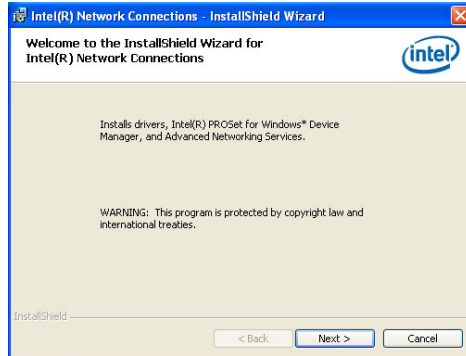 Intel(R) Network Connections - InstallShield Wizard
Welcome to the InstallShield Wizard for
Intel(R) Network Connections
intel
Installs drivers, Intel(R) PROSet for Windows* Device
Manager, and Advanced Networking Services.
WARNING: This program is protected by copyright law and
international treaties.
InstallShield
< Back Next > Cancel